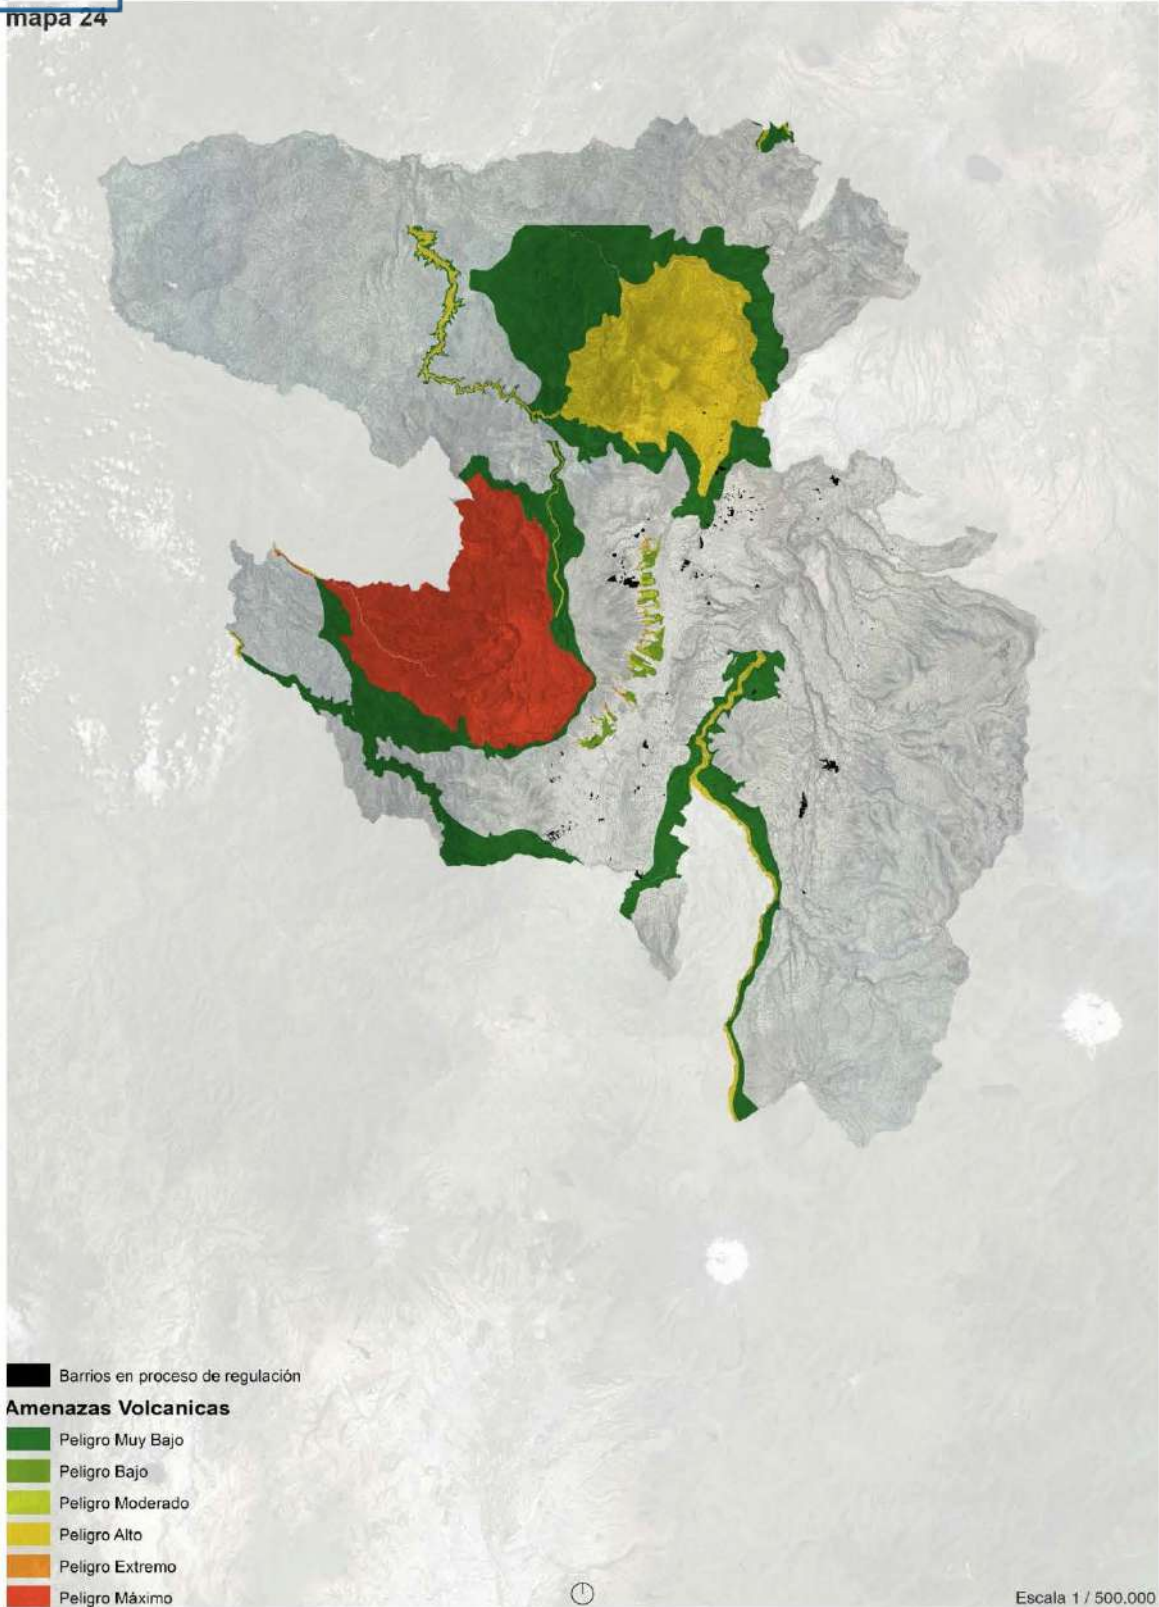 mapa 24
Barrios en proceso de regulación
Amenazas Volcanicas
Peligro Muy Bajo
Peligro Bajo
Peligro Moderado
Peligro Alto
Peligro Extremo
Peligro Máximo
Escala 1 / 500.000